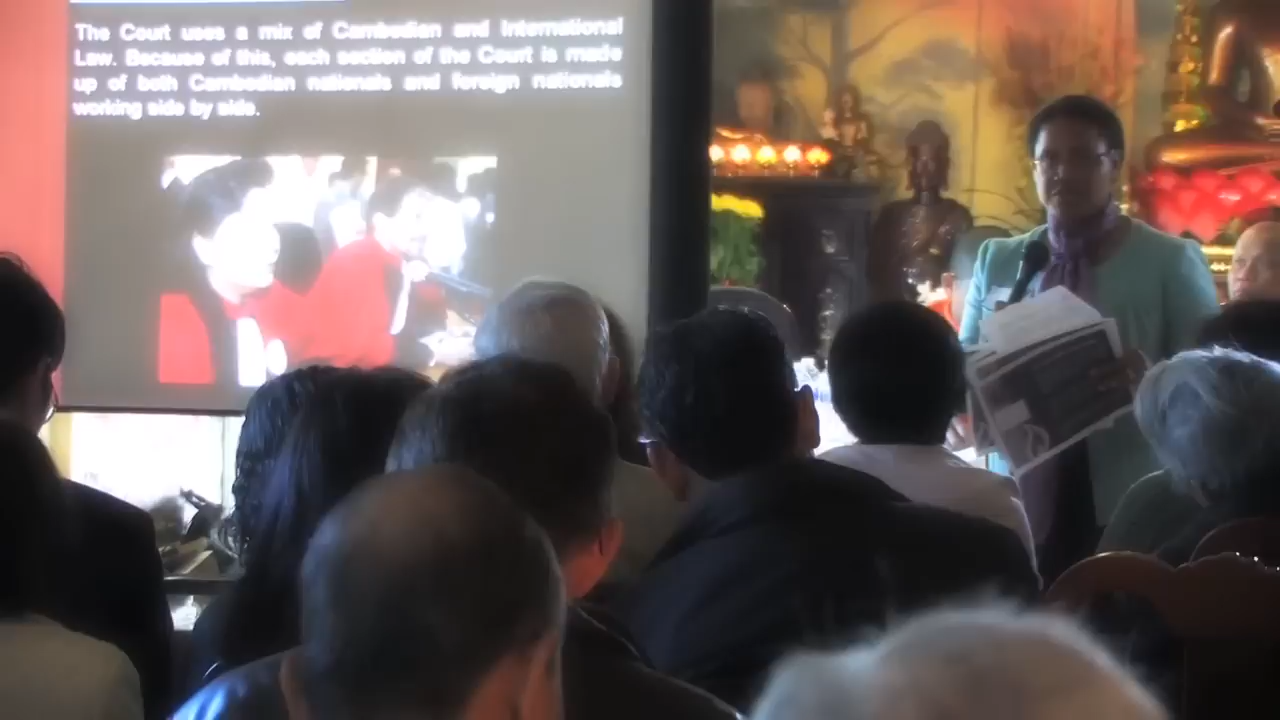 The Court uses a mix of Cambodian and International
Law. Because of this, each section of the Court is made
up of both Cambodian nationals and foreign nationals
working side by side.